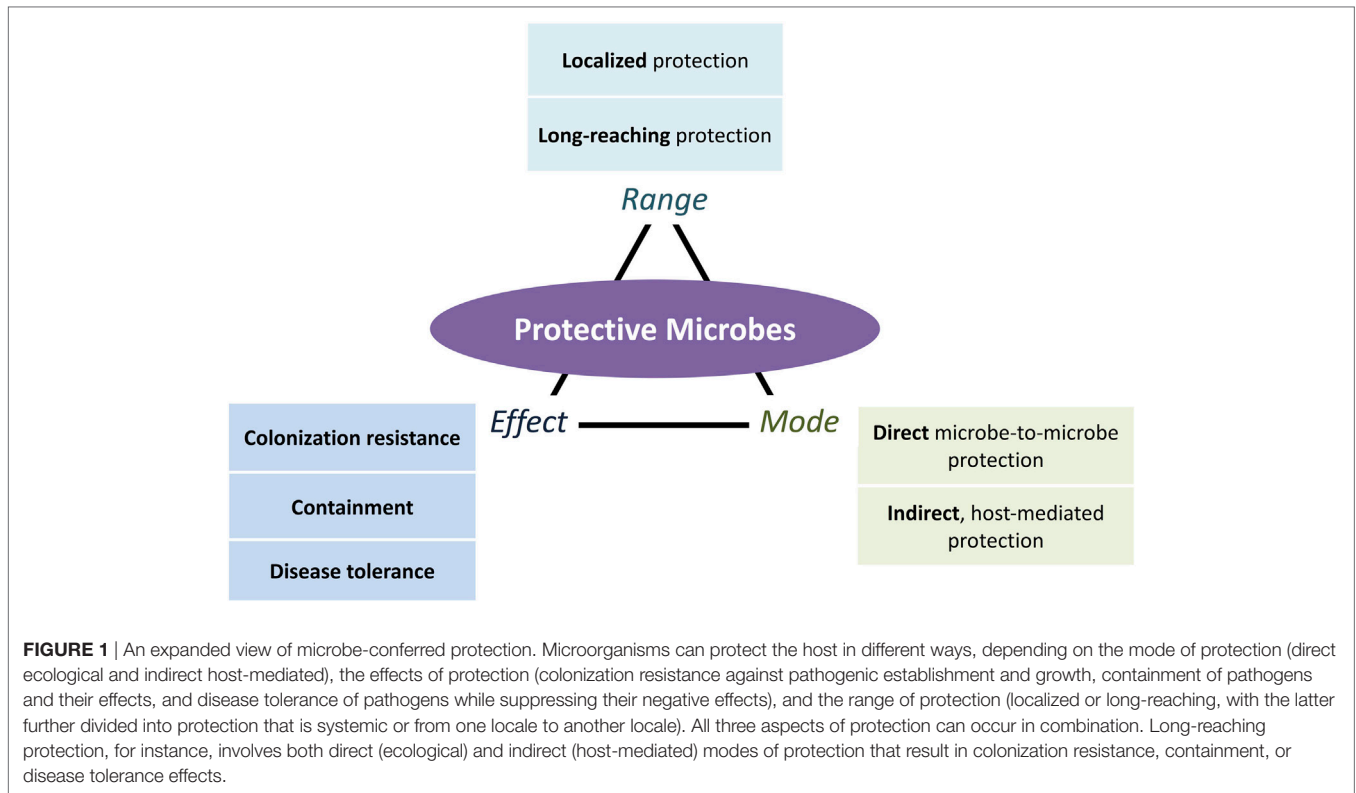 Localized protection
Long-reaching protection
Range
Protective Microbes
Effect
Mode
Colonization resistance
Containment
Disease tolerance
Direct microbe-to-microbe
protection
Indirect, host-mediated
protection
FIGURE 1 | An expanded view of microbe-conferred protection. Microorganisms can protect the host in different ways, depending on the mode of protection (direct
ecological and indirect host-mediated), the effects of protection (colonization resistance against pathogenic establishment and growth, containment of pathogens
and their effects, and disease tolerance of pathogens while suppressing their negative effects), and the range of protection (localized or long-reaching, with the latter
further divided into protection that is systemic or from one locale to another locale). All three aspects of protection can occur in combination. Long-reaching
protection, for instance, involves both direct (ecological) and indirect (host-mediated) modes of protection that result in colonization resistance, containment, or
disease tolerance effects.